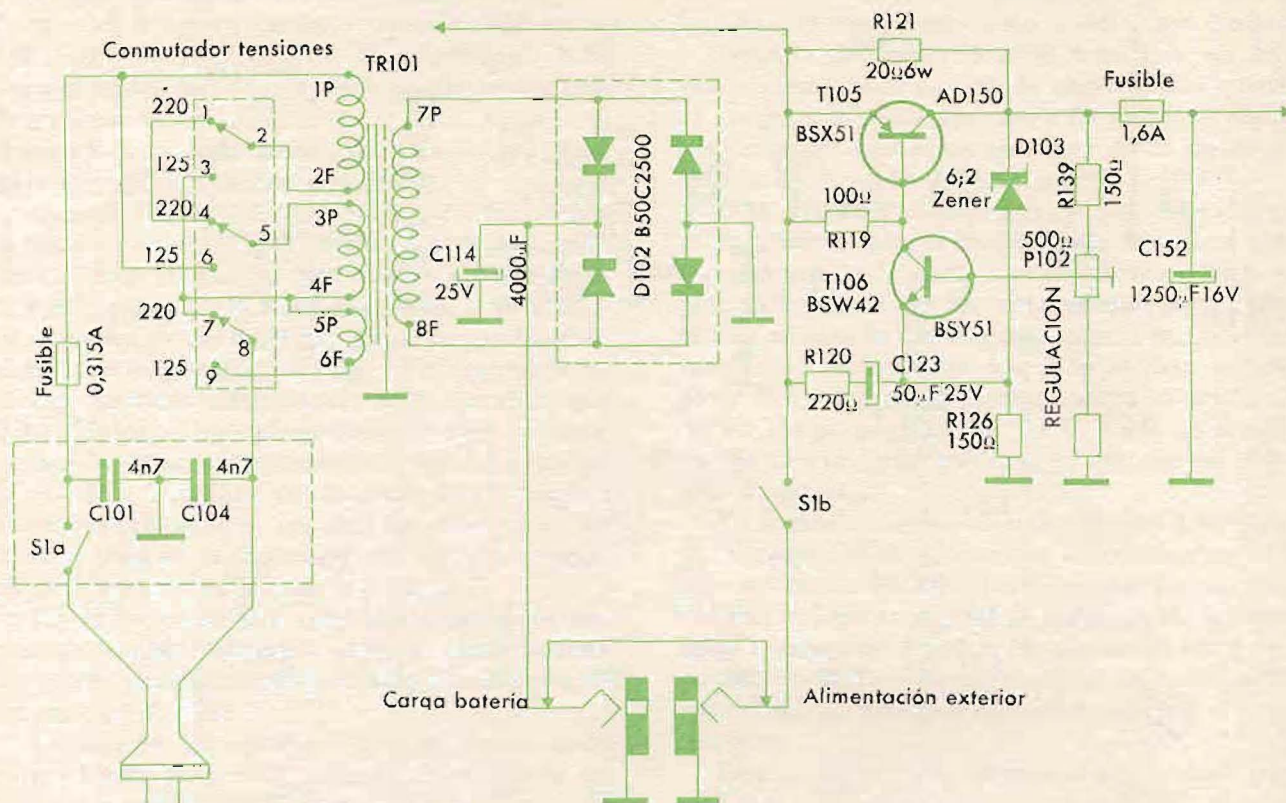 Conmutador tensiones
TR101
1P
2F
3P
4F
5P
6F
220
1
2
125
3
220
4
5
125
6
220
7
8
125
9
Fusible
0,315A
4n7
4n7
C101
C104
S1a
7P
8F
C114
25V
4000µF
D102 B50C2500
R121
20Ω6w
T105
AD150
BSX51
Fusible
1,6A
D103
6;2
Zener
R139
150Ω
100Ω
R119
T106
BSW42
BSY51
500Ω
P102
REGULACION
C152
1250µF16V
R120
220Ω
C123
50µF25V
R126
150Ω
S1b
Carga batería
Alimentación exterior